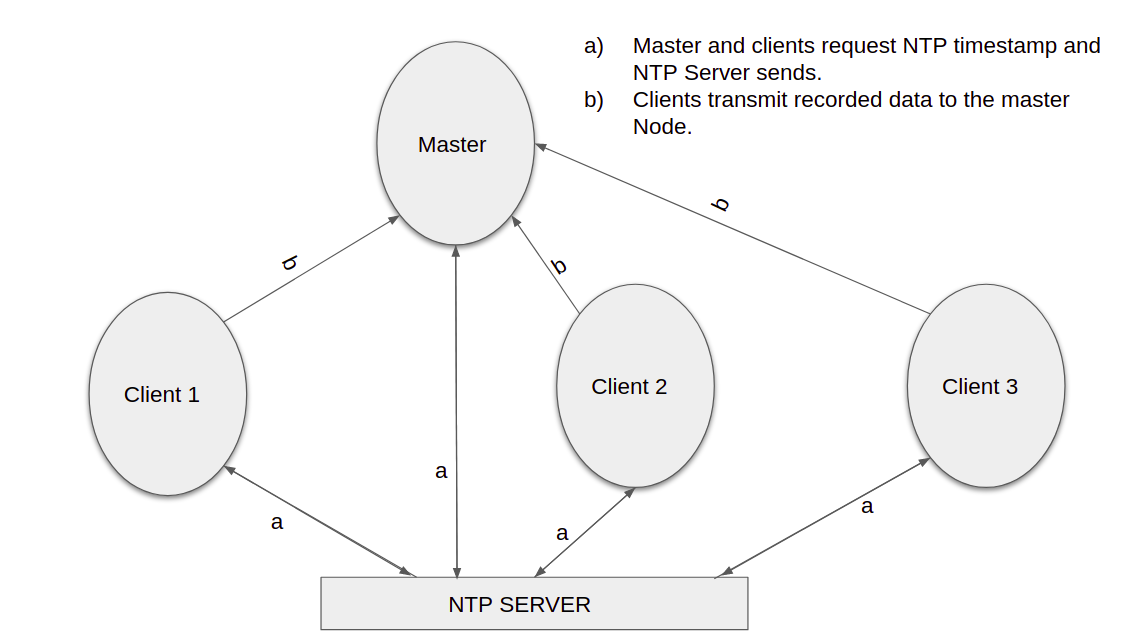 a) Master and clients request NTP timestamp and
NTP Server sends.
b) Clients transmit recorded data to the master
Node.
Master
b
b
b
Client 1
Client 2
Client 3
a
a
a
a
NTP SERVER